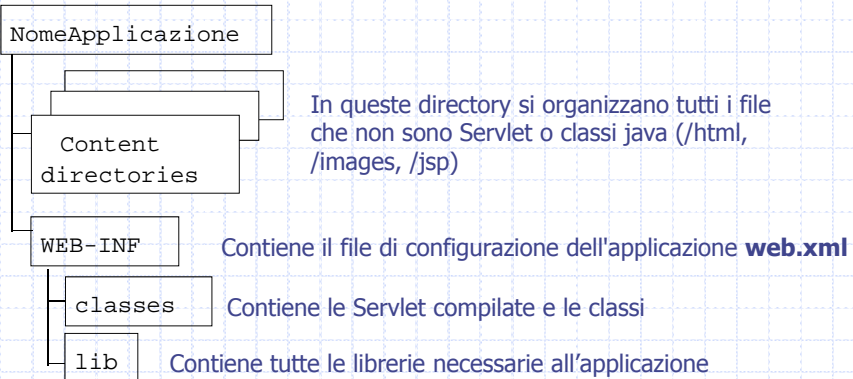 NomeApplicazione
In queste directory si organizzano tutti i file
che non sono Servlet o classi java (/html,
/images, /jsp)
Content
directories
WEB-INF
Contiene il file di configurazione dell'applicazione web.xml
classes
Contiene le Servlet compilate e le classi
lib
Contiene tutte le librerie necessarie all’applicazione